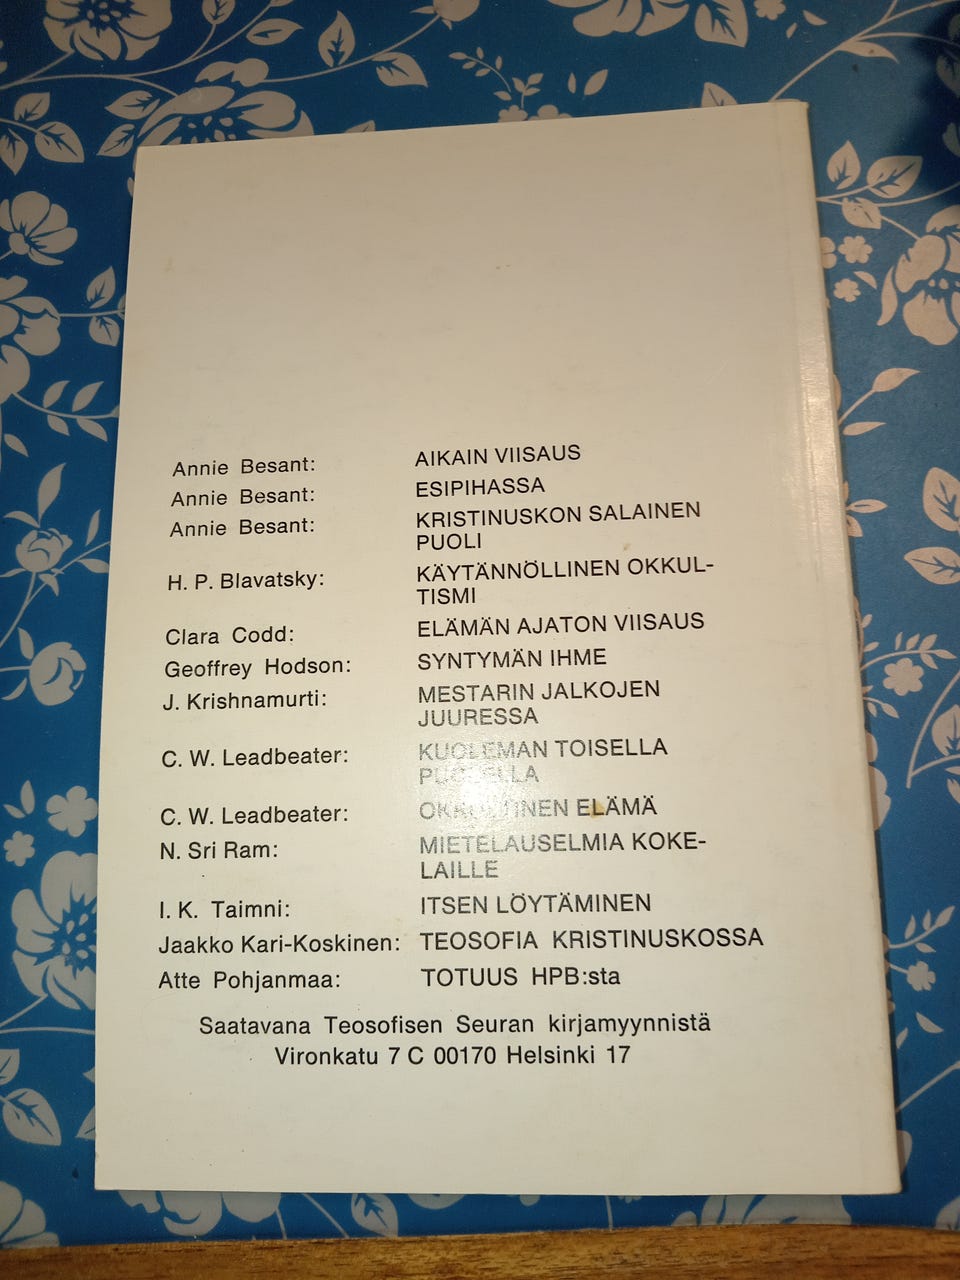 Annie Besant: AIKAIN VIISAUS
Annie Besant: ESIPIHASSA
Annie Besant: KRISTINUSKON SALAINEN
PUOLI
H. P. Blavatsky: KÄYTÄNNÖLLINEN OKKUL-
TISMI
Clara Codd: ELÄMÄN AJATON VIISAUS
Geoffrey Hodson: SYNTYMÄN IHME
J. Krishnamurti: MESTARIN JALKOJEN
JUURESSA
C. W. Leadbeater: KUOLEMAN TOISELLA
PUOLELLA
C. W. Leadbeater: ELÄMÄ
N. Sri Ram: MIETELAUSELMIA KOKE-
LAILLE
I. K. Taimni: ITSEN LÖYTÄMINEN
Jaakko Kari-Koskinen: TEOSOFIA KRISTINUSKOSSA
Atte Pohjanmaa: TOTUUS HPB:sta
Saatavana Teosofisen Seuran kirjamyynnistä
Vironkatu 7 C 00170 Helsinki 17